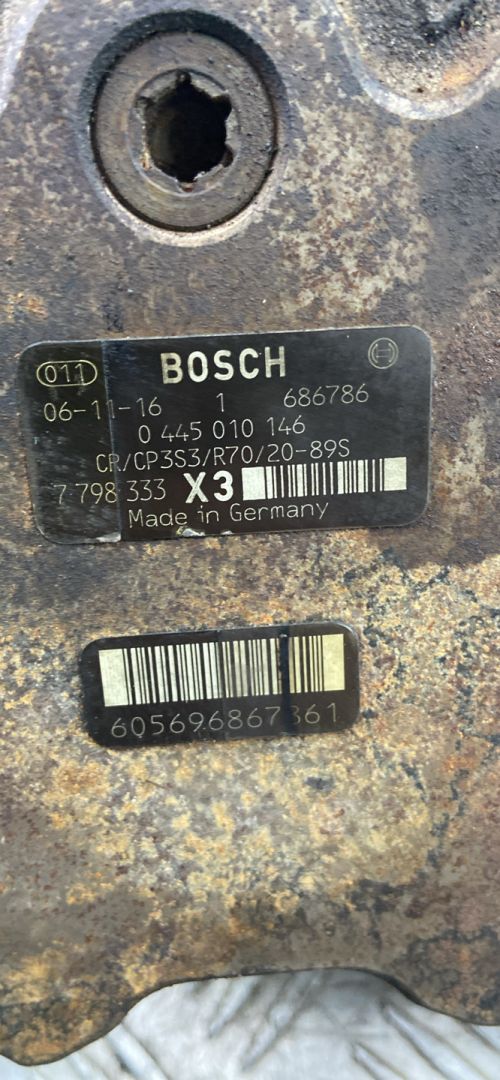 011 BOSCH
06-11-16 1 686786
0 445 010 146
CR/CP3S3/R70/20-89S
7 798 333 X3
Made in Germany
605696867861